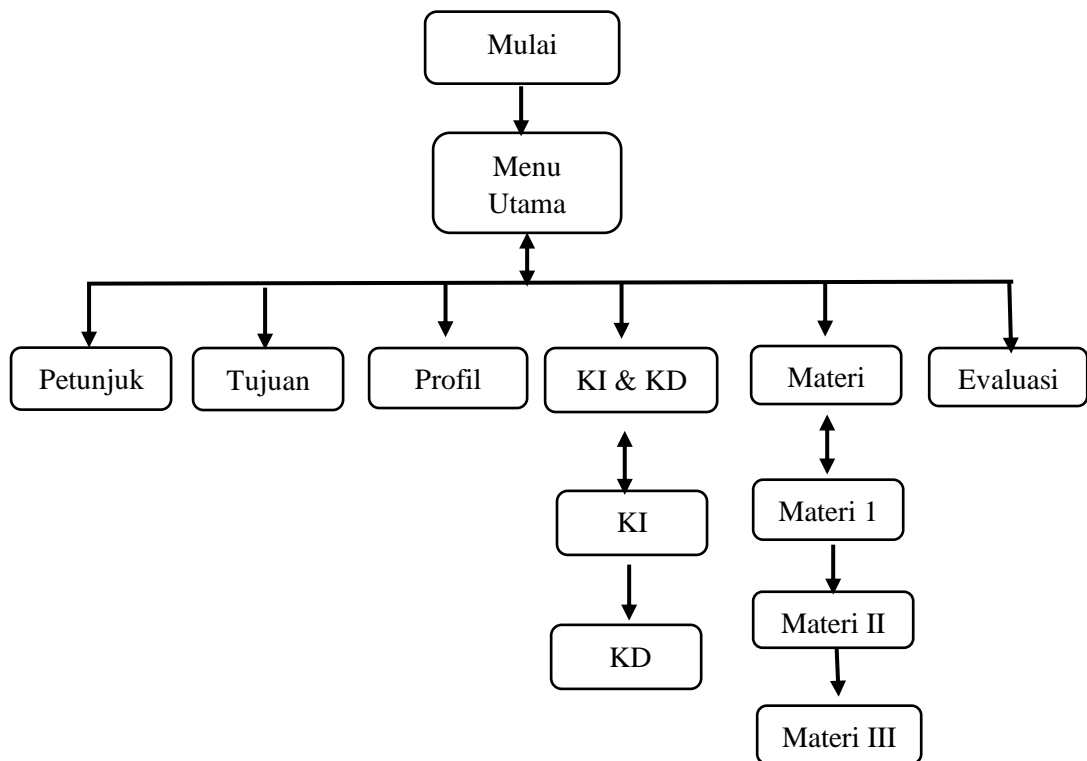 Mulai
Menu
Utama
Petunjuk
Tujuan
Profil
KI & KD
Materi
Evaluasi
KI
Materi 1
KD
Materi II
Materi III